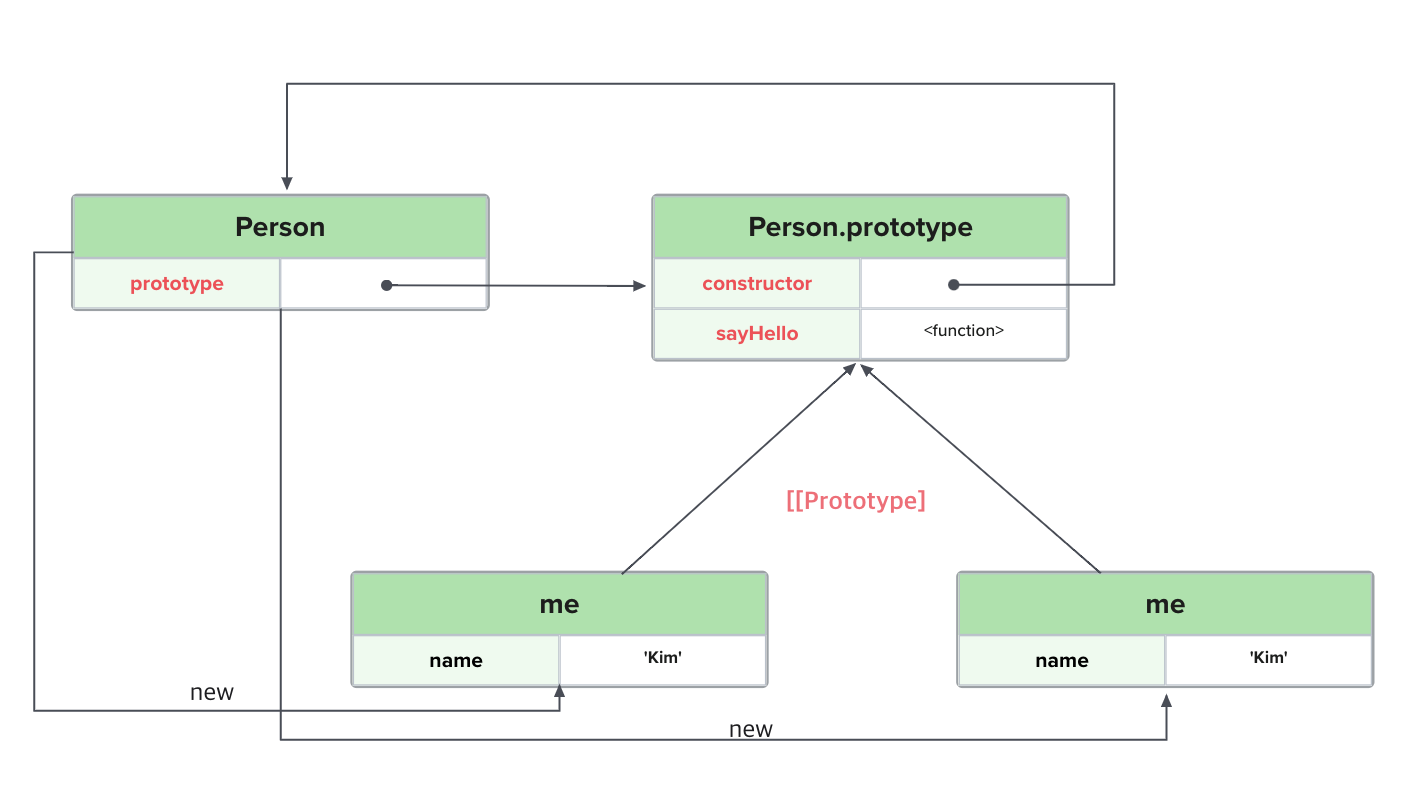 Person
prototype
Person.prototype
constructor
sayHello
<function>
[[Prototype]
me
name
'Kim'
me
name
'Kim'
new
new